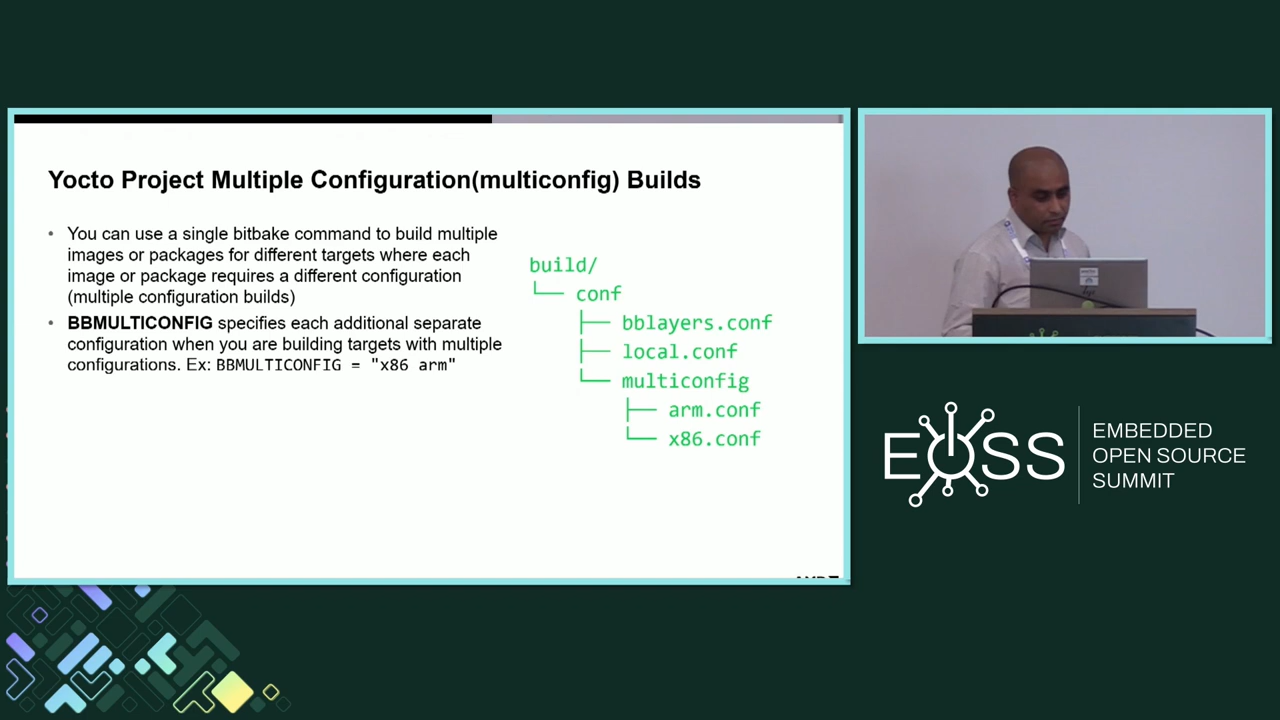 Yocto Project Multiple Configuration(multiconfig) Builds
• You can use a single bitbake command to build multiple
images or packages for different targets where each
image or package requires a different configuration
(multiple configuration builds)
• BBMULTICONFIG specifies each additional separate
configuration when you are building targets with multiple
configurations. Ex: BBMULTICONFIG = "x86 arm"
build/
└── conf
├── bblayers.conf
├── local.conf
└── multiconfig
├── arm.conf
└── x86.conf
EOSS
EMBEDDED
OPEN SOURCE
SUMMIT